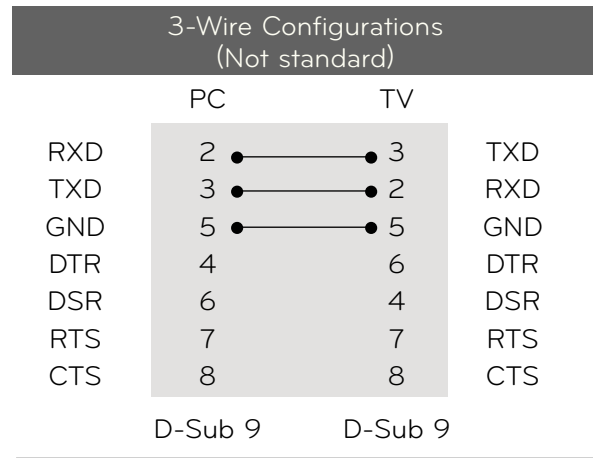 3-Wire Configurations
(Not standard)
PC TV
RXD 2 3 TXD
TXD 3 2 RXD
GND 5 5 GND
DTR 4 6 DTR
DSR 6 4 DSR
RTS 7 7 RTS
CTS 8 8 CTS
D-Sub 9 D-Sub 9